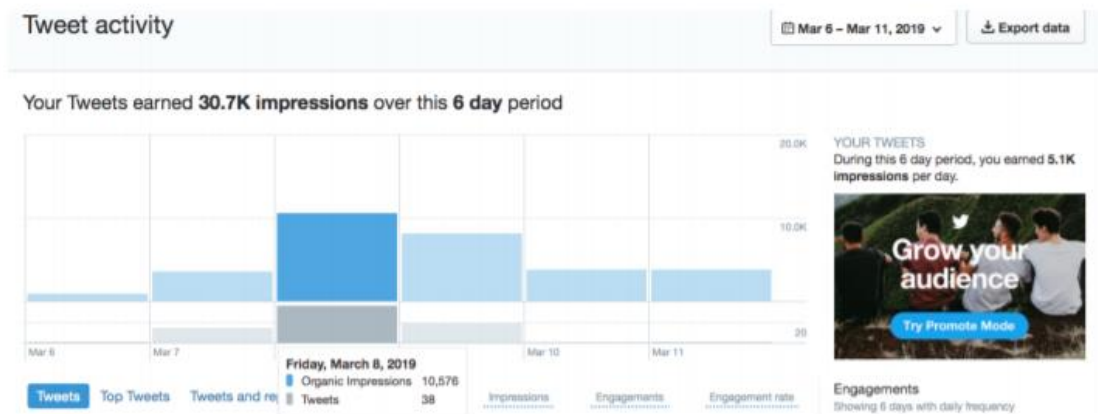 Tweet activity
Mar 6 – Mar 11, 2019
Export data
Your Tweets earned 30.7K impressions over this 6 day period
20.0K
10.0K
20
Mar 6
Mar 7
Mar 10
Mar 11
Friday, March 8, 2019
Organic Impressions 10,576
Tweets 38
Tweets
Top Tweets
Tweets and re
Impressions
Engagements
Engagement rate
YOUR TWEETS
During this 6 day period, you earned 5.1K
impressions per day.
Grow your
audience
Try Promote Mode
Engagements
Showing 6 days with daily frequency